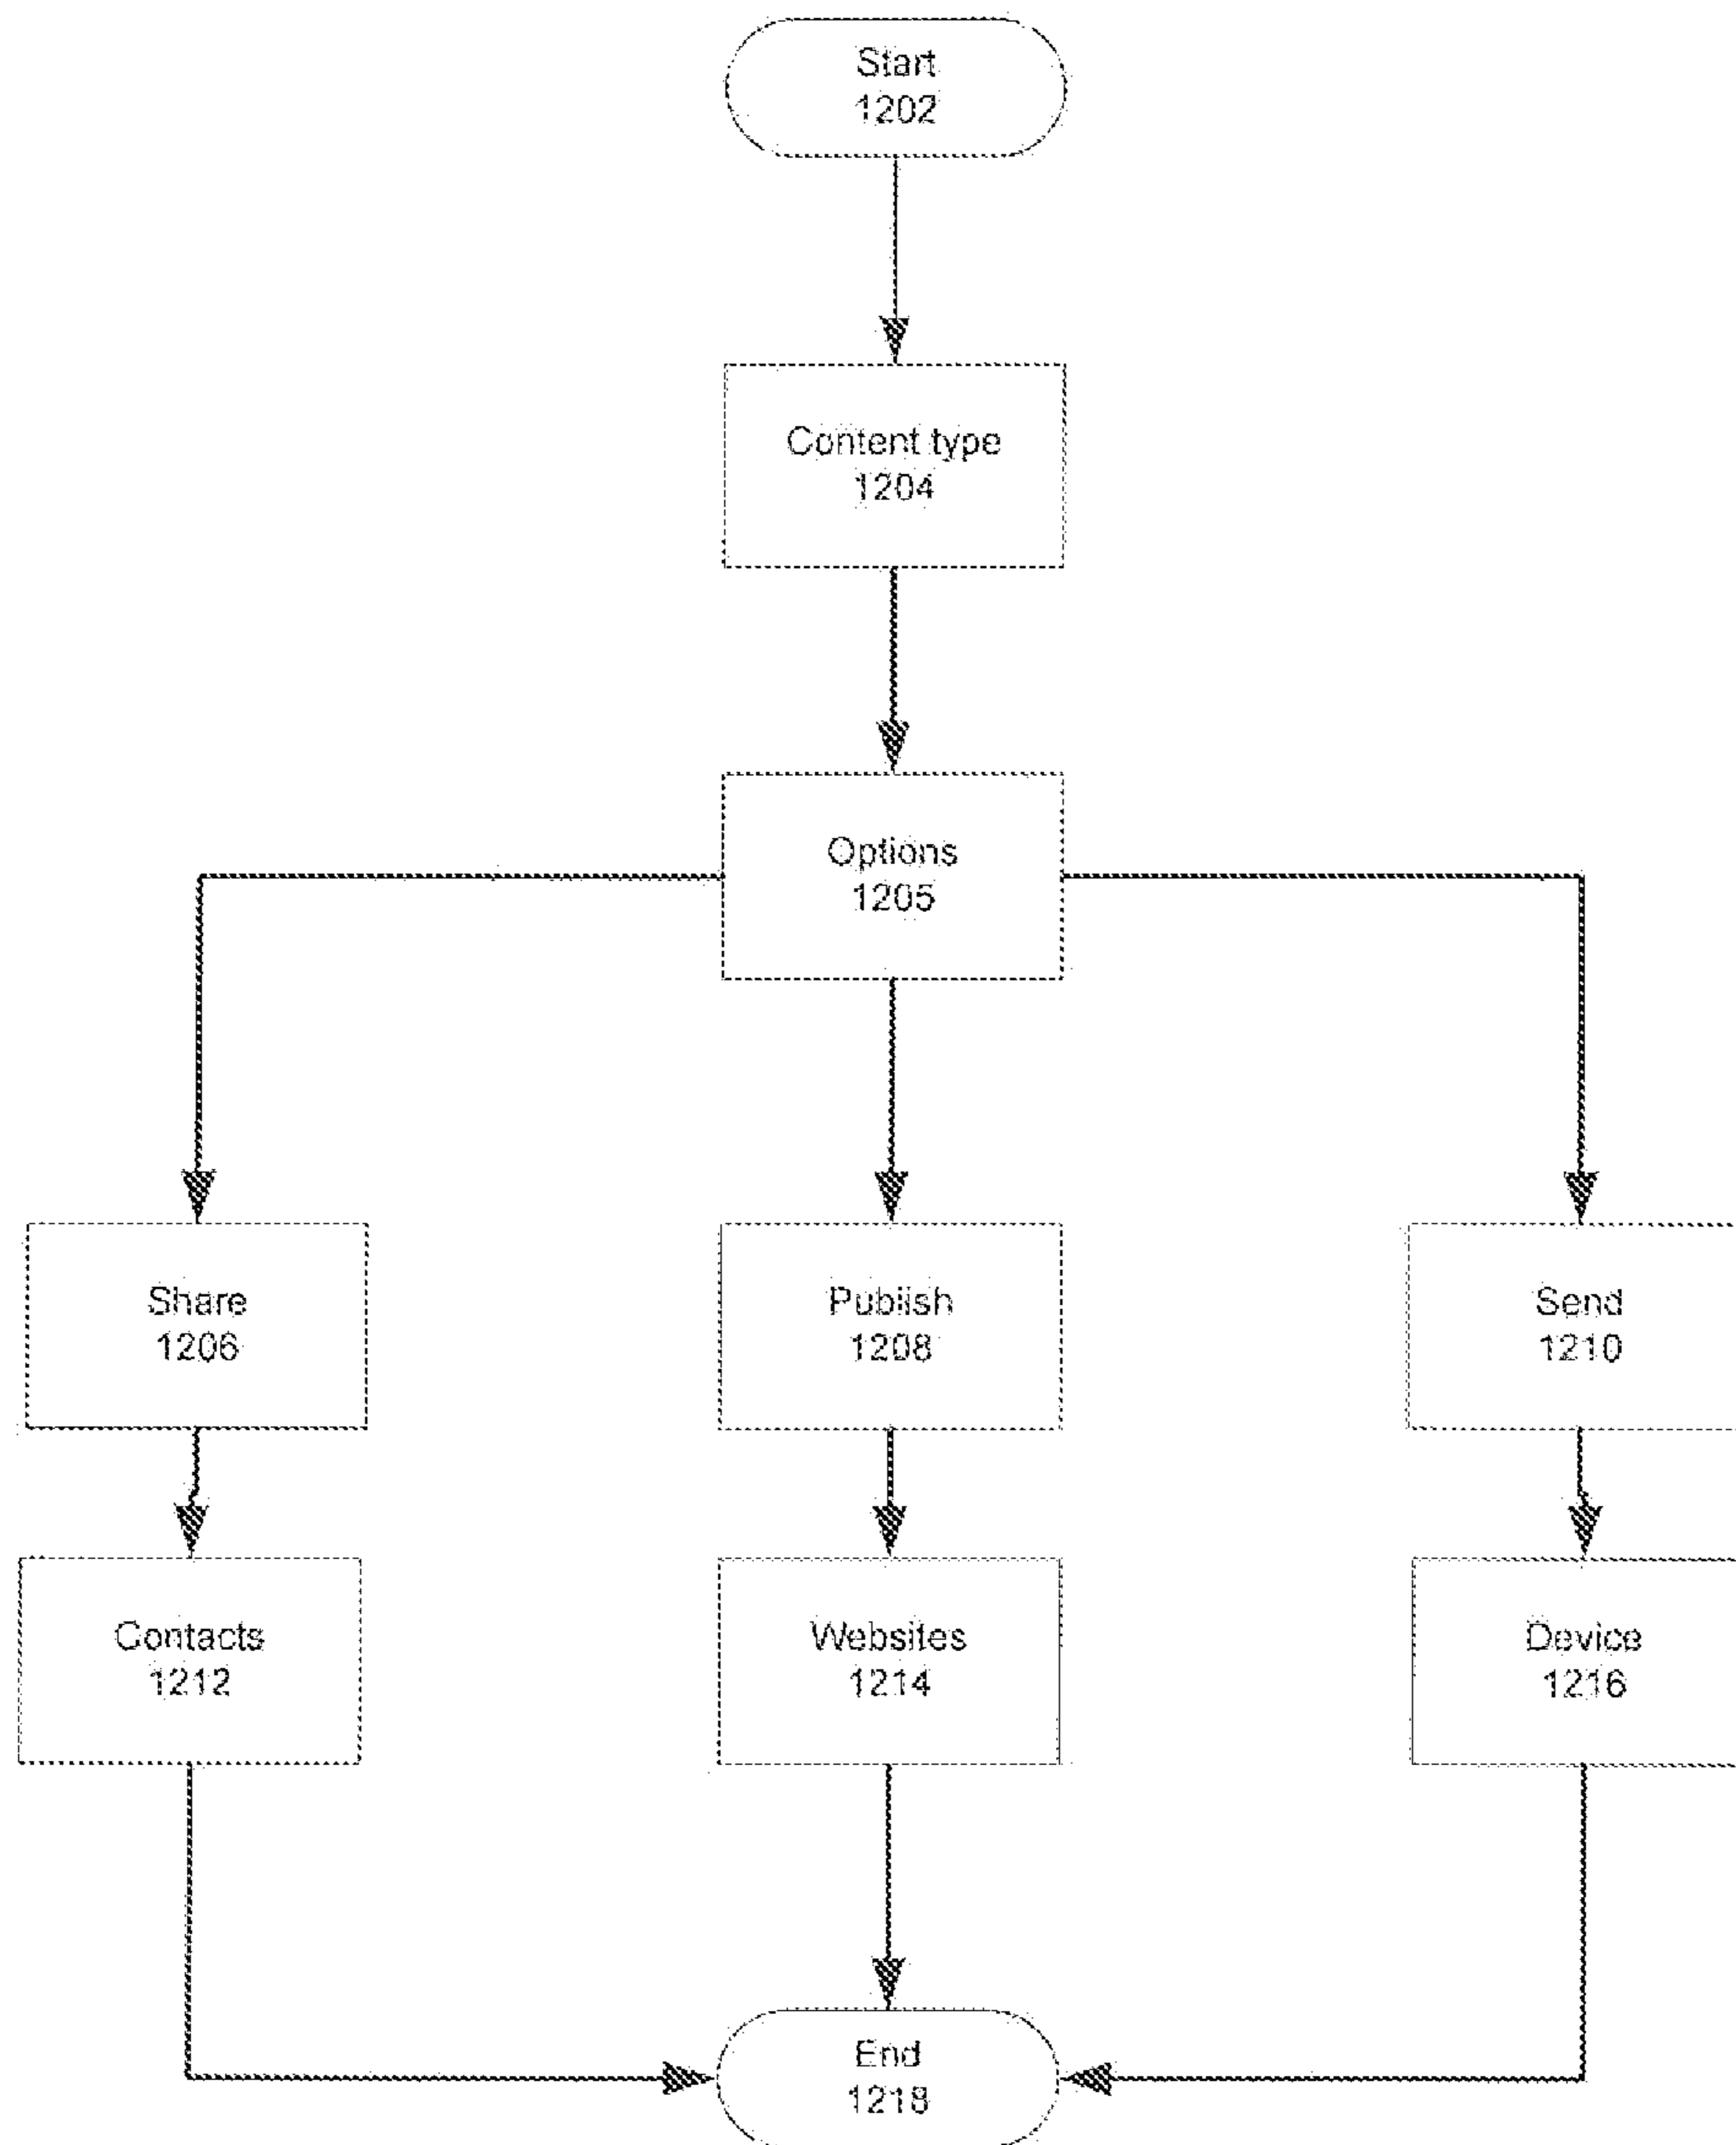 Start
1202
Content type
1204
Options
1205
Share
1206
Publish
1208
Send
1210
Contacts
1212
Websites
1214
Device
1216
End
1218